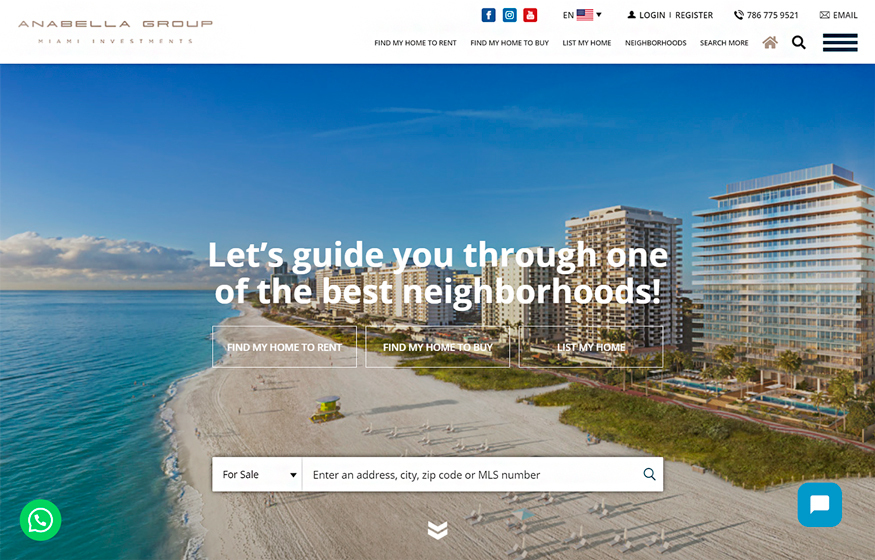 ANABELLA GROUP
MIAMI INVESTMENTS
EN
LOGIN | REGISTER
786 775 9521
EMAIL
FIND MY HOME TO RENT
FIND MY HOME TO BUY
LIST MY HOME
NEIGHBORHOODS
SEARCH MORE
Let's guide you through one
of the best neighborhoods!
FIND MY HOME TO RENT
FIND MY HOME TO BUY
LIST MY HOME
For Sale
Enter an address, city, zip code or MLS number